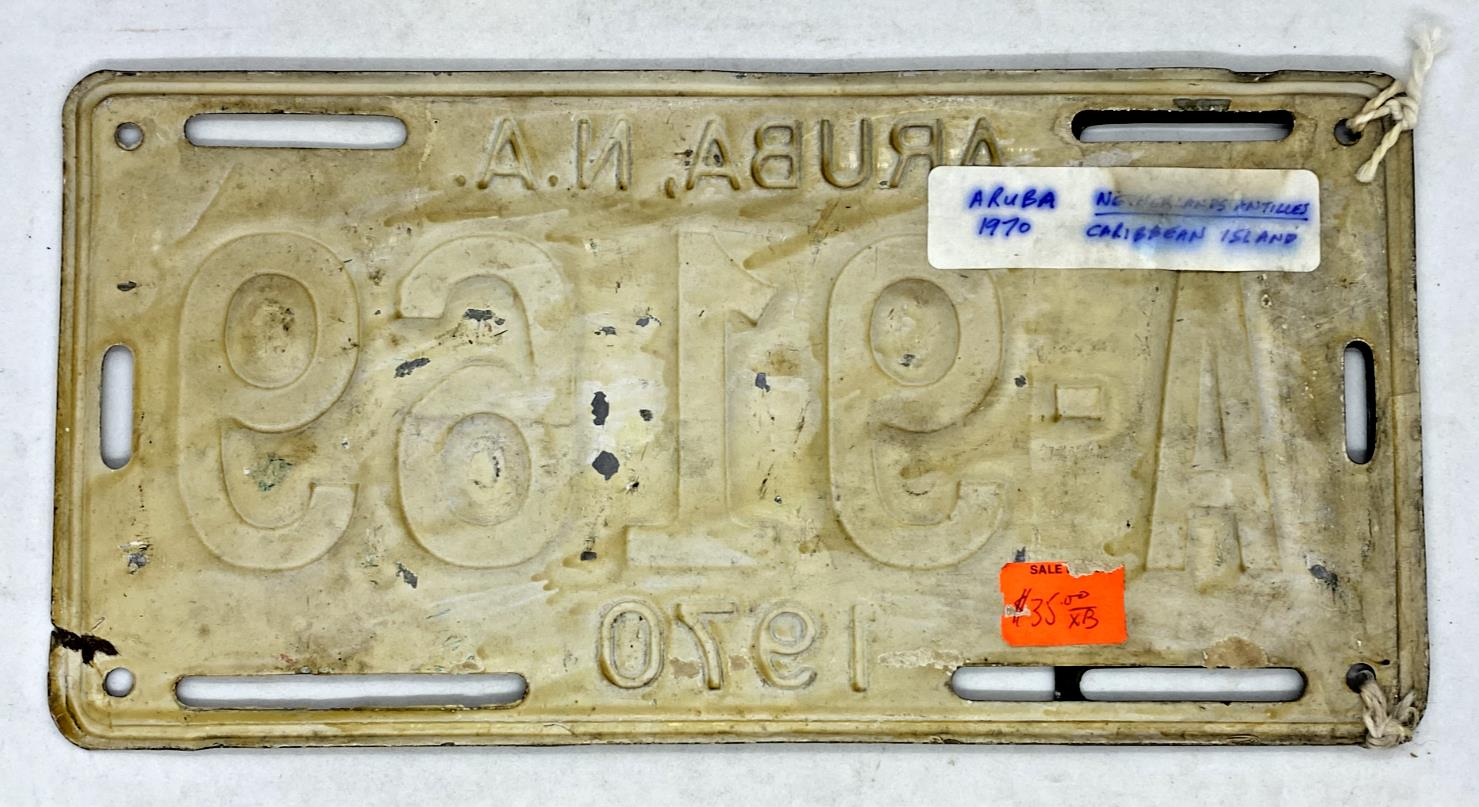 ARUBA, N.A.
ARUBA NETHERLANDS ANTILLES
1970 CARIBBEAN ISLAND
A-9169
SALE
$35.00
XB
1970